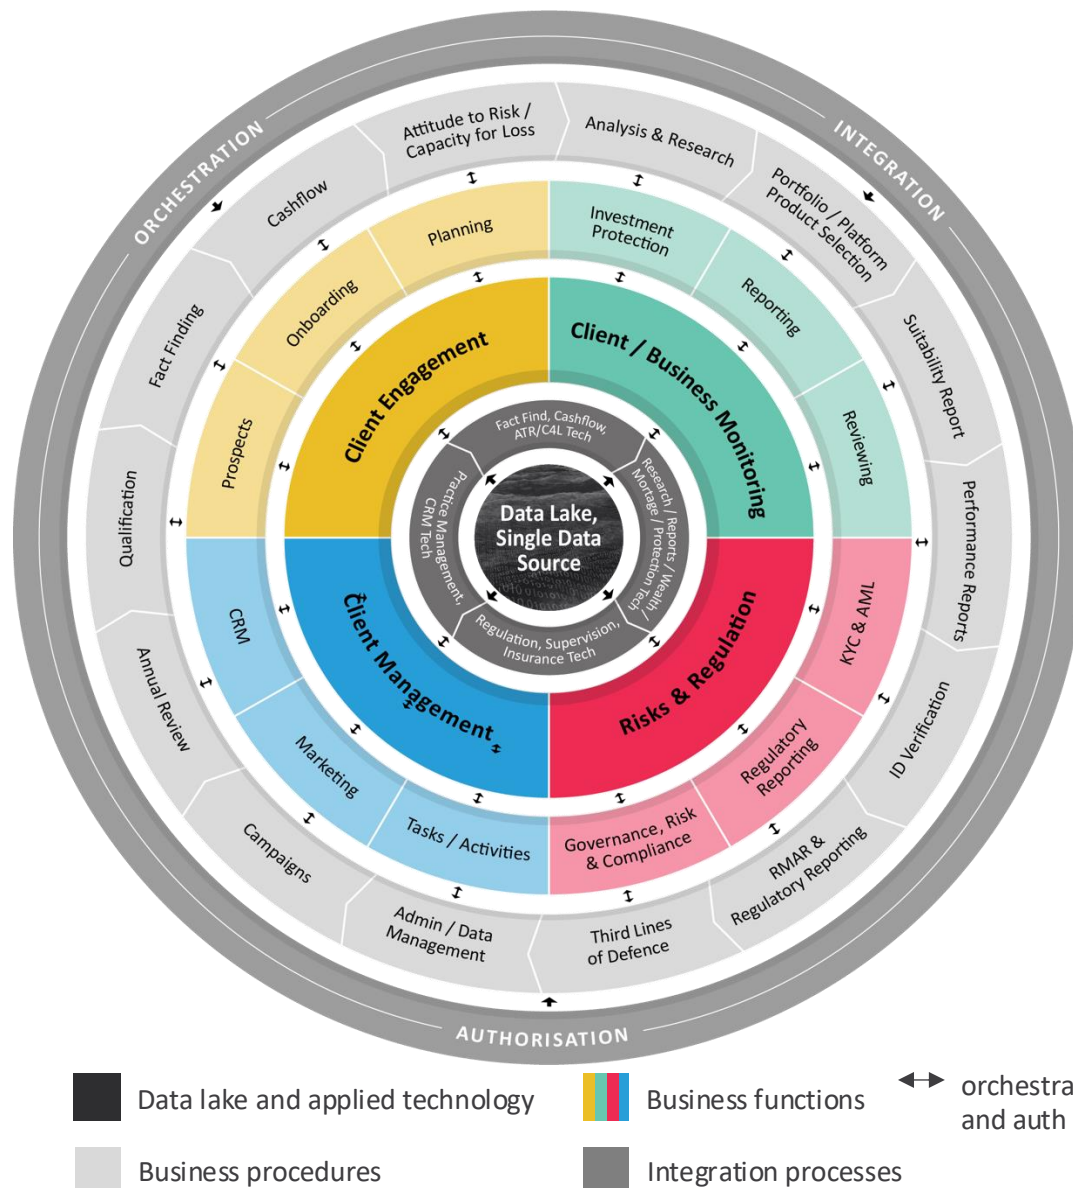 ORCHESTRATION
INTEGRATION
AUTHORISATION
Attitude to Risk /
Capacity for Loss
Analysis & Research
Portfolio / Platform
Product Selection
Suitability Report
Performance Reports
ID Verification
RMAR &
Regulatory Reporting
Third Lines
of Defence
Admin / Data
Management
Campaigns
Annual Review
Qualification
Fact Finding
Cashflow
Planning
Investment
Protection
Reporting
Reviewing
KYC & AML
Regulatory
Reporting
Governance, Risk
& Compliance
Tasks / Activities
Marketing
CRM
Prospects
Onboarding
Client Engagement
Client / Business Monitoring
Risks & Regulation
Client Management
Fact Find, Cashflow,
ATR/C4L Tech
Research / Reports / Wealth /
Mortage / Protection Tech
Regulation, Supervision,
Insurance Tech
Practice Management,
CRM Tech
Data Lake,
Single Data
Source
Data lake and applied technology
Business functions
orchestra
and auth
Business procedures
Integration processes